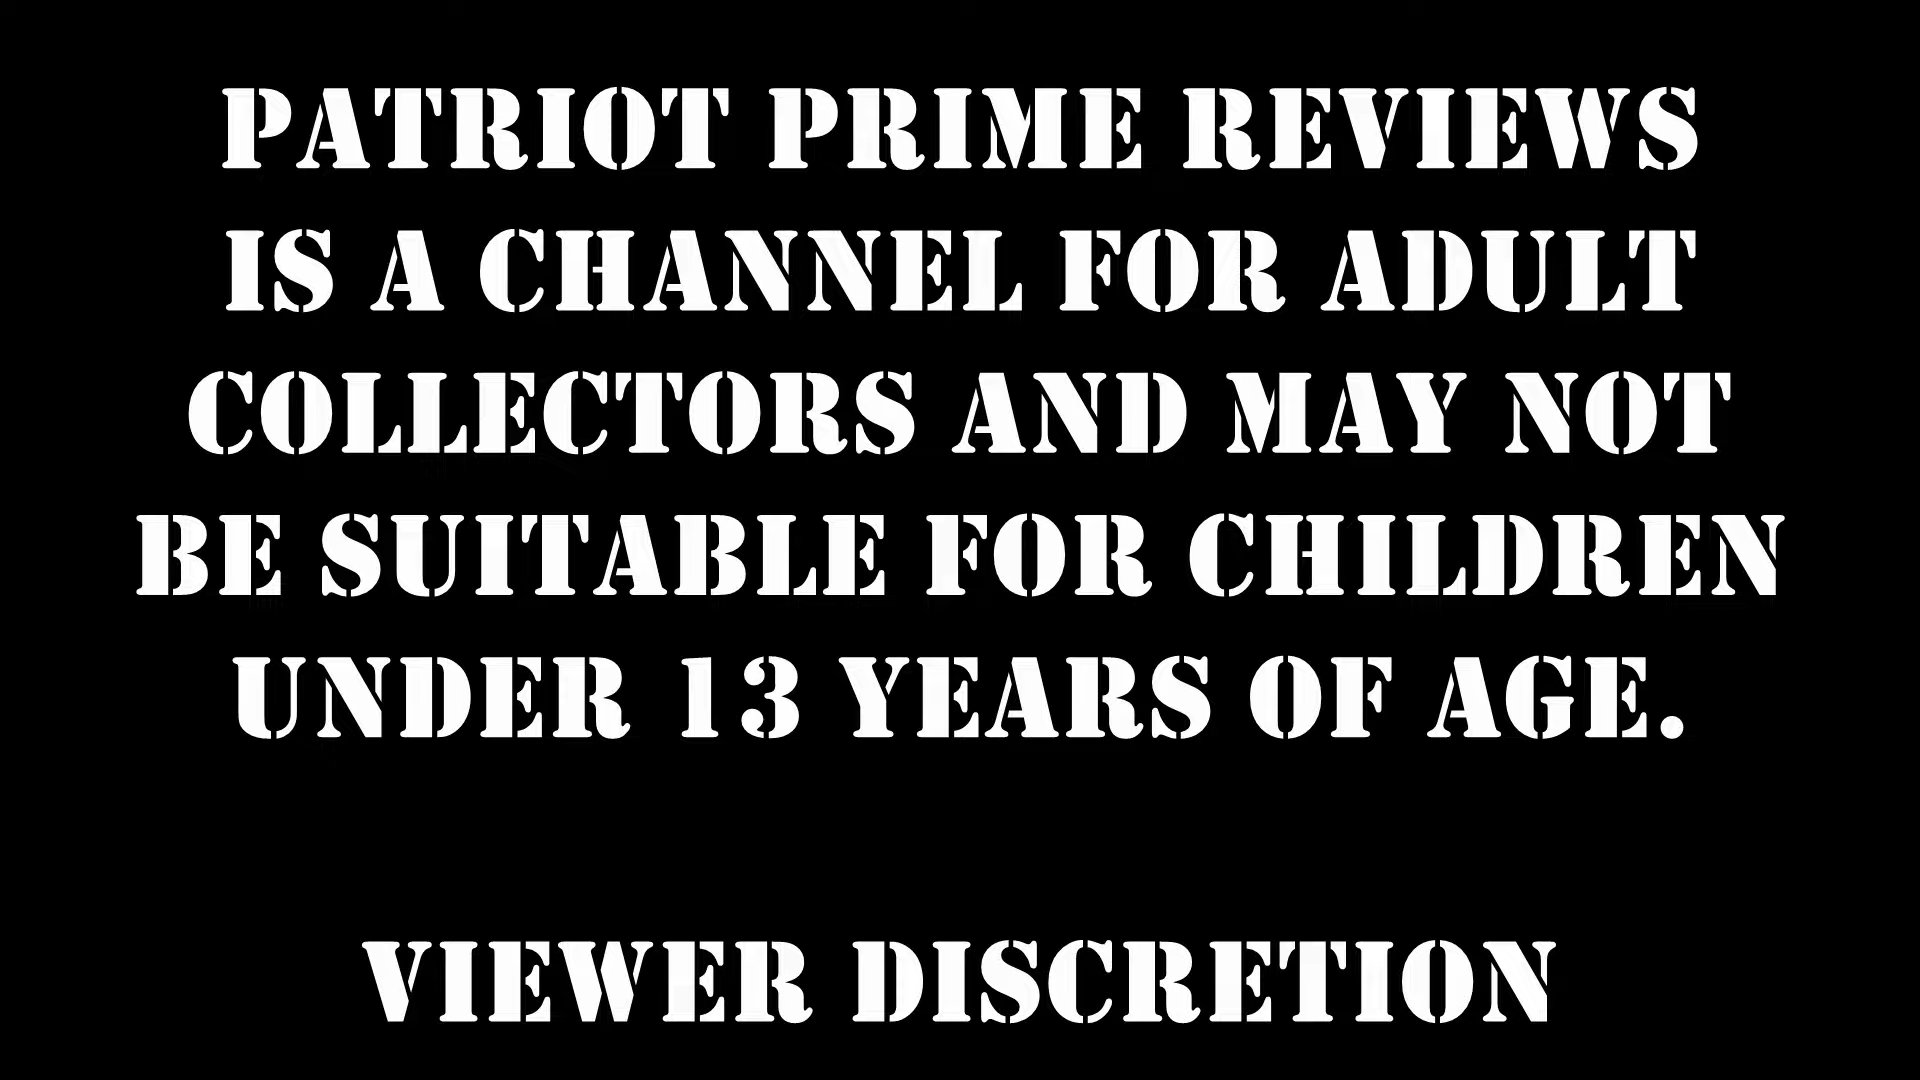 PATRIOT PRIME REVIEWS
IS A CHANNEL FOR ADULT
COLLECTORS AND MAY NOT
BE SUITABLE FOR CHILDREN
UNDER 13 YEARS OF AGE.
VIEWER DISCRETION